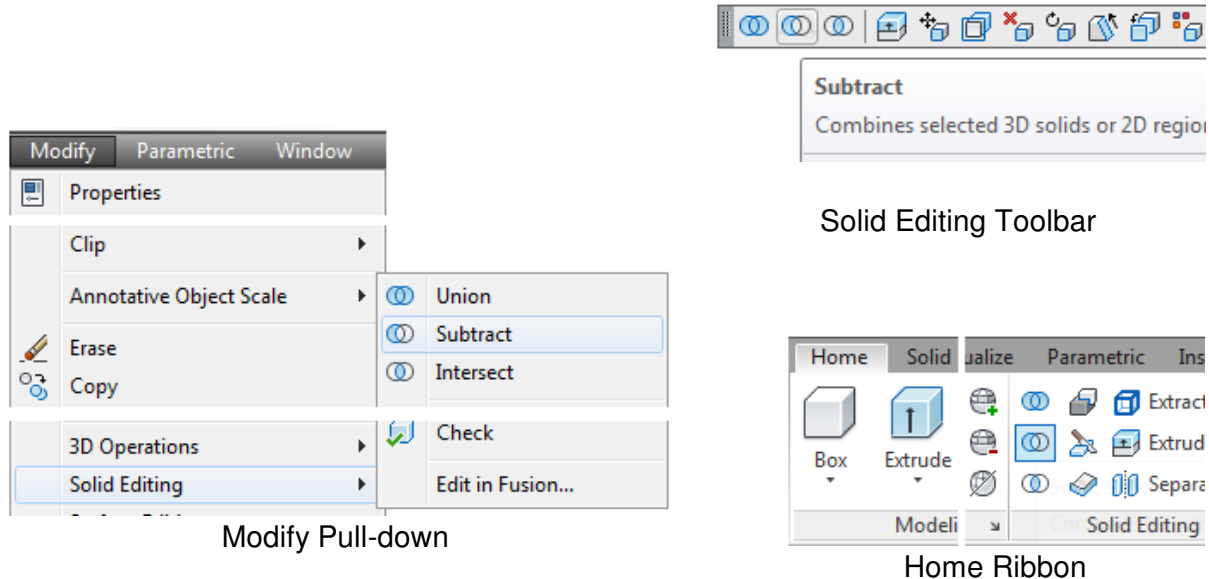 Subtract
Combines selected 3D solids or 2D region
Solid Editing Toolbar
Modify Parametric Window
Properties
Clip
Annotative Object Scale
Erase
Copy
3D Operations
Solid Editing
Union
Subtract
Intersect
Check
Edit in Fusion...
Modify Pull-down
Home Solid ualize Parametric Ins
Box
Extrude
Extract
Extrud
Separa
Modeli
Solid Editing
Home Ribbon